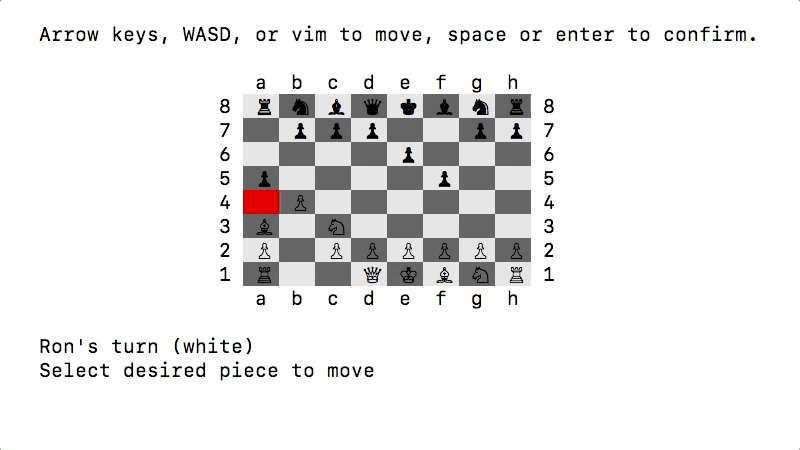 Arrow keys, WASD, or vim to move, space or enter to confirm.
a b c d e f g h
8 8
7 7
6 6
5 5
4 4
3 3
2 2
1 1
a b c d e f g h
Ron's turn (white)
Select desired piece to move